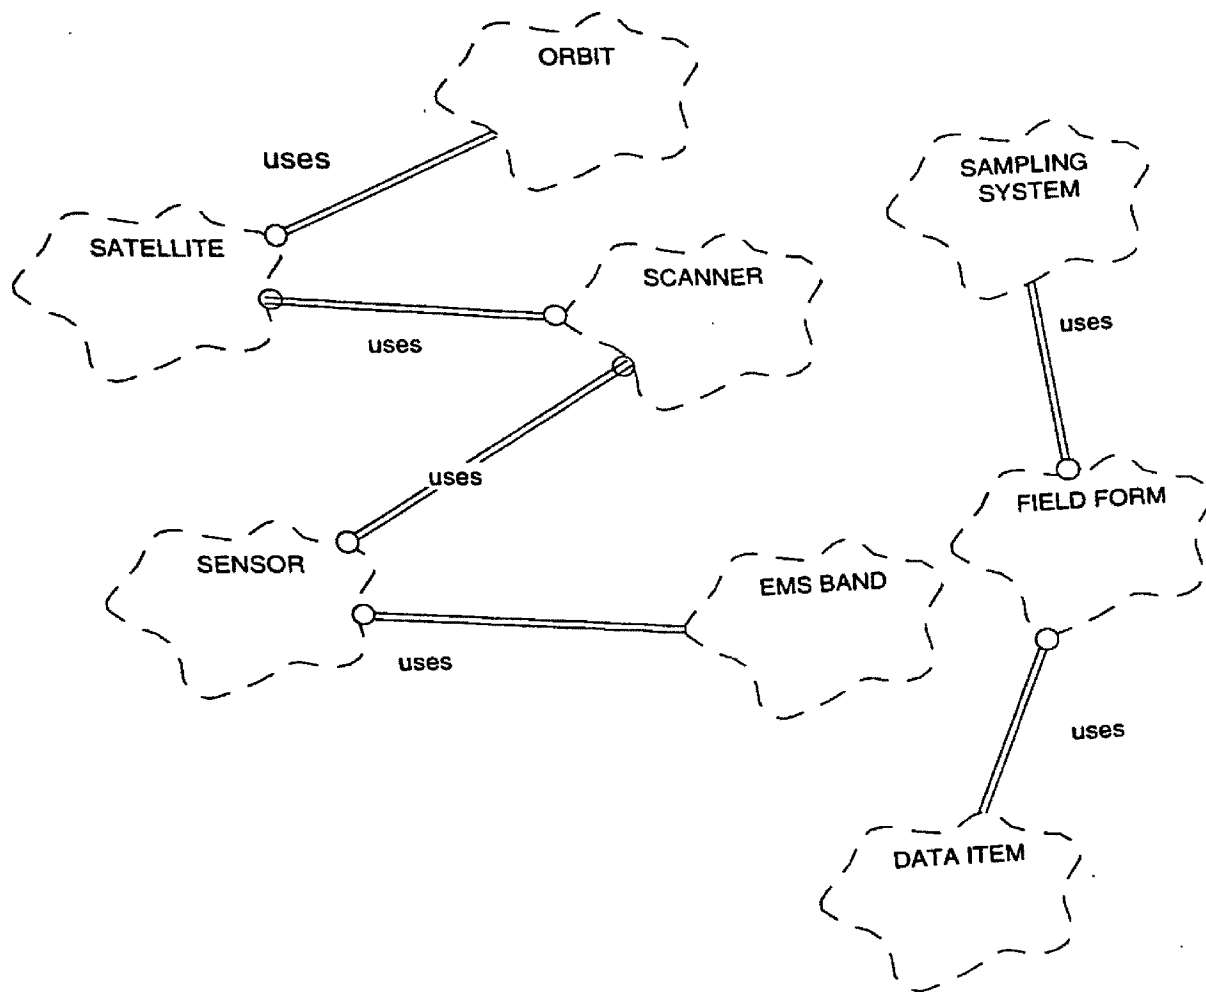 ORBIT
uses
SAMPLING
SYSTEM
SATELLITE
SCANNER
uses
uses
uses
FIELD FORM
SENSOR
EMS BAND
uses
uses
DATA ITEM